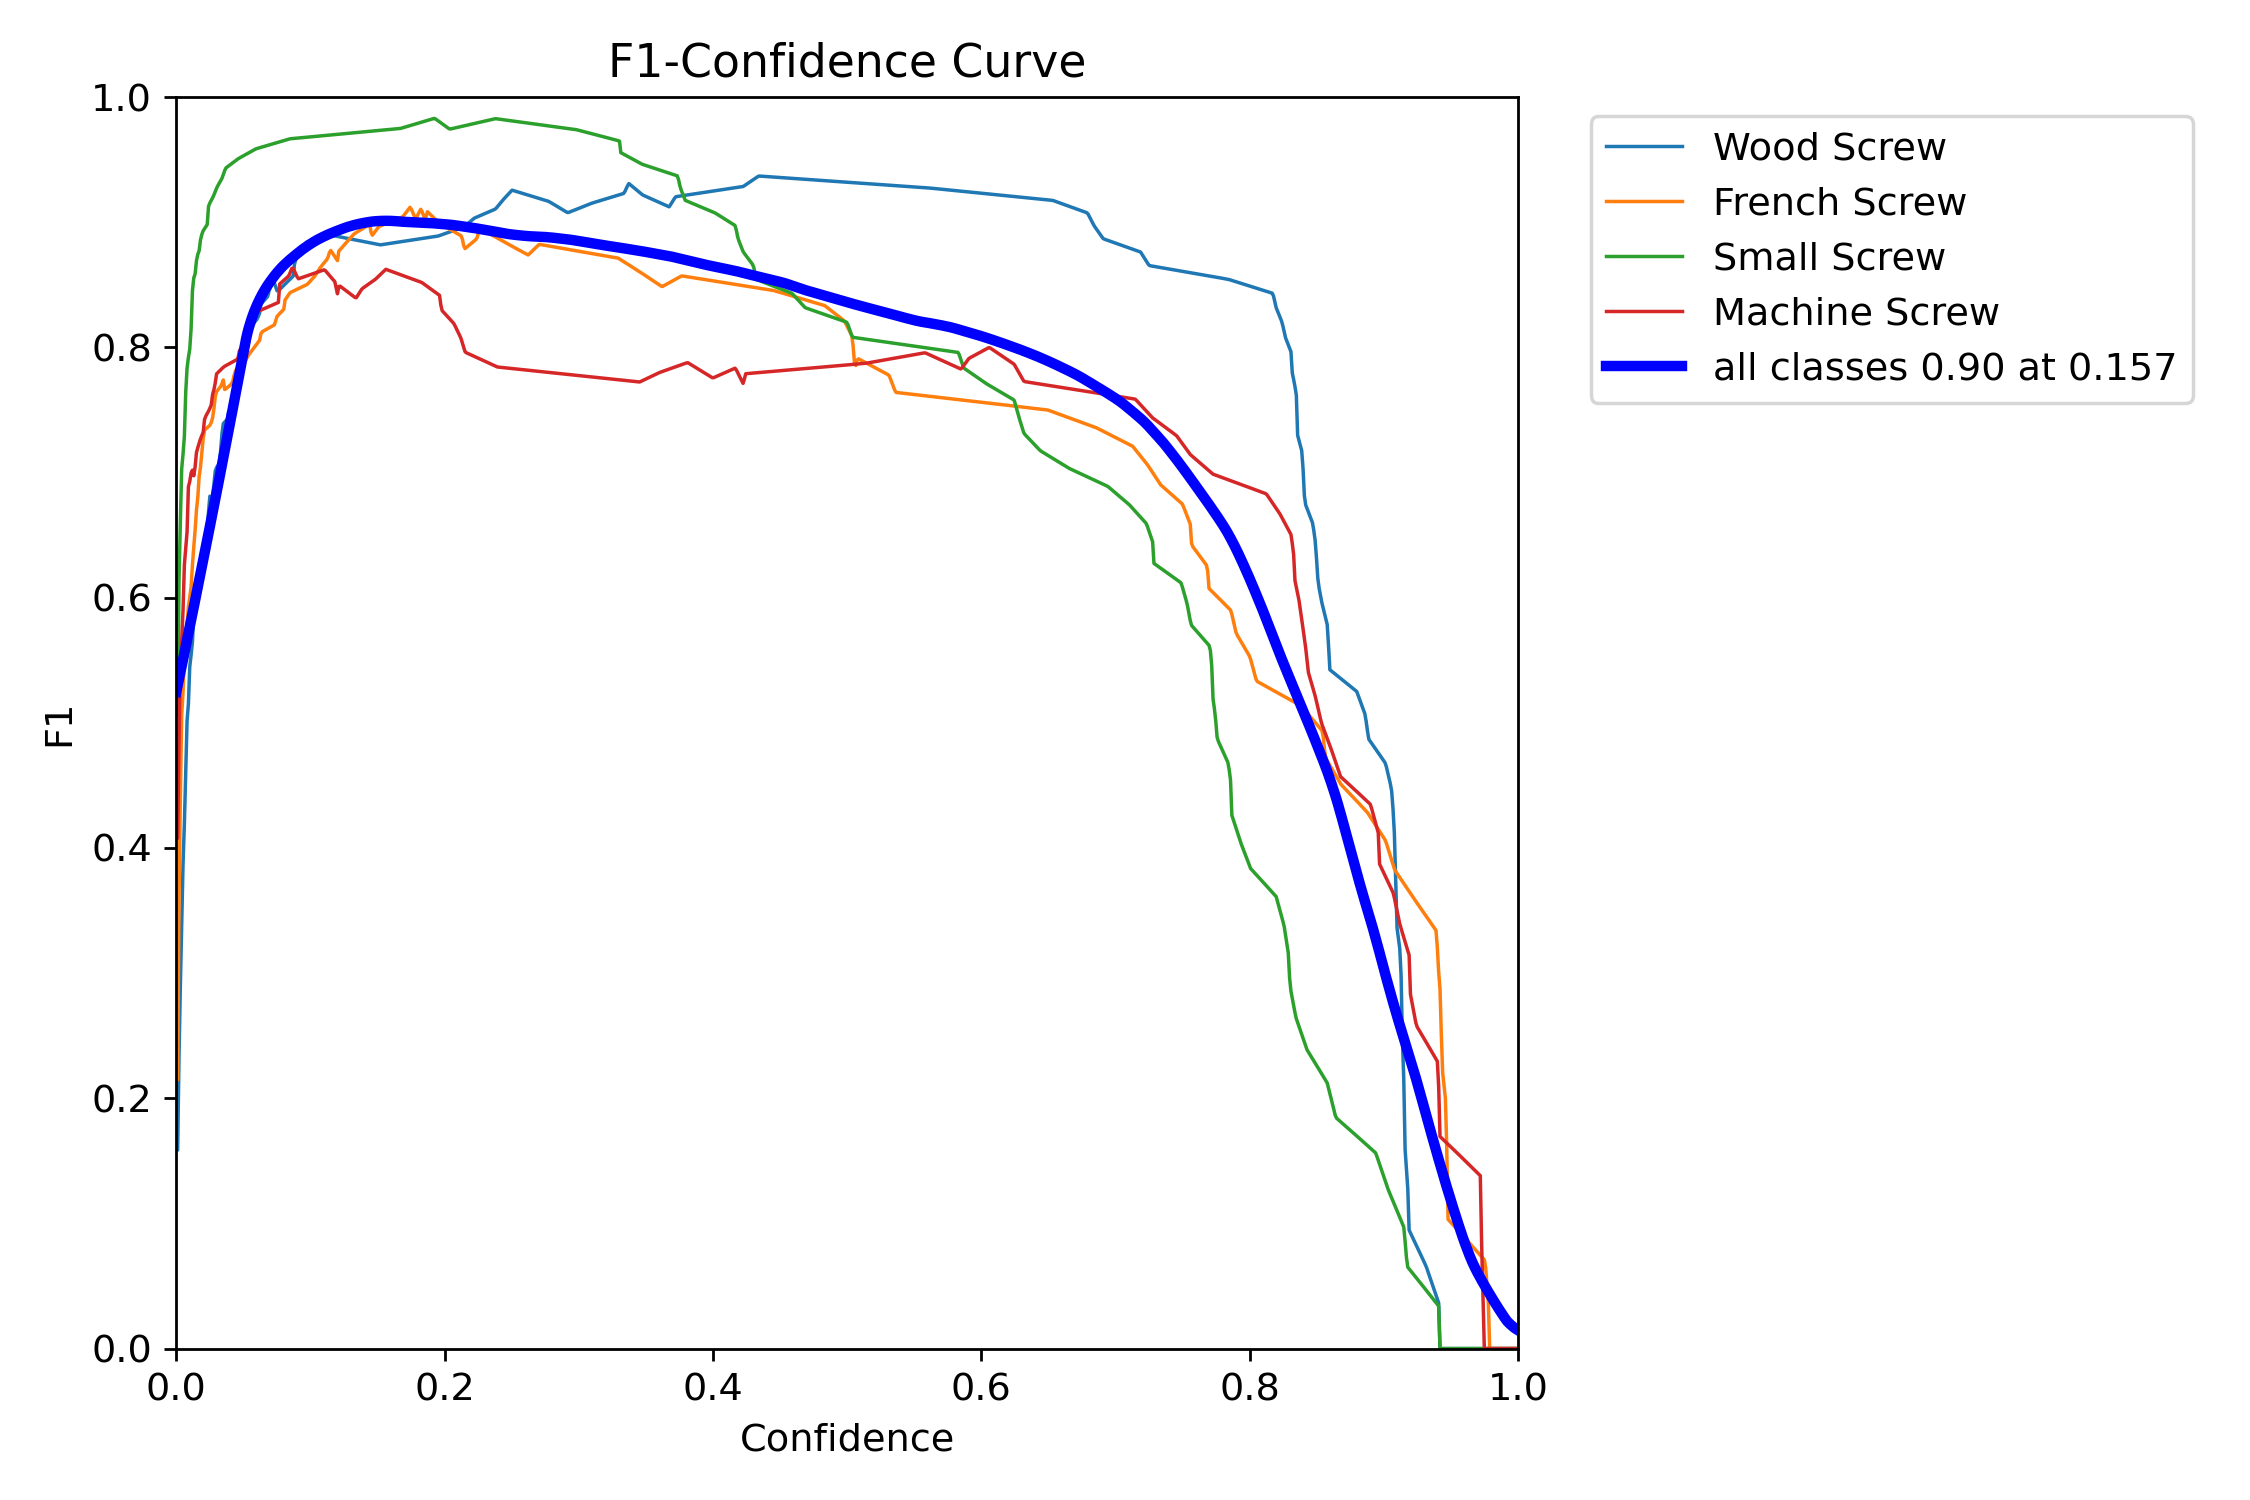 F1-Confidence Curve
1.0
0.8
0.6
0.4
0.2
0.0
F1
0.0 0.2 0.4 0.6 0.8 1.0
Confidence
Wood Screw
French Screw
Small Screw
Machine Screw
all classes 0.90 at 0.157